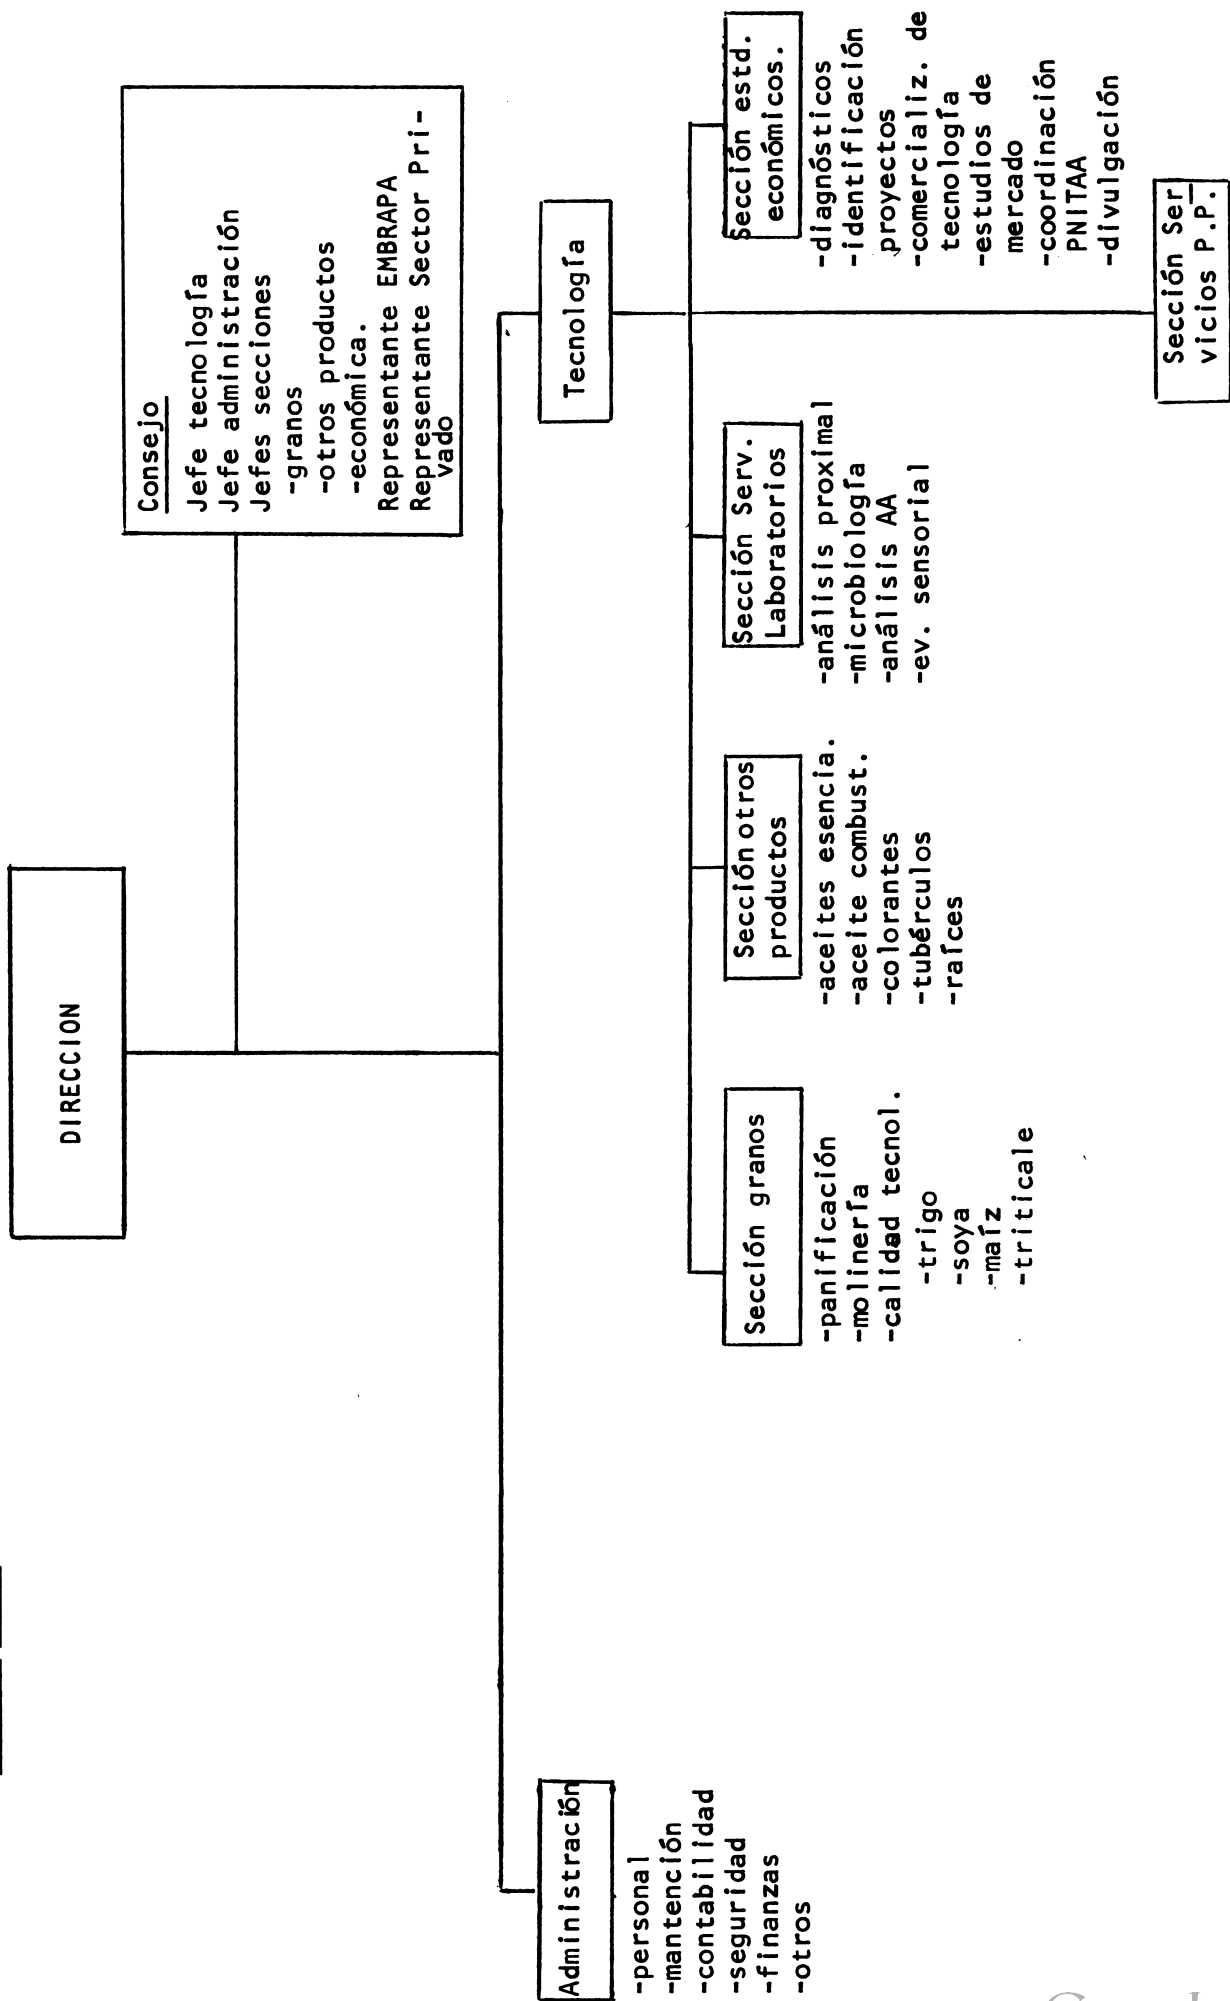 DIRECCION
Consejo
Jefe tecnología
Jefe administración
Jefes secciones
-granos
-otros productos
-económica.
Representante EMBRAPA
Representante Sector Pri-
vado
Administración
-personal
-mantención
-contabilidad
-seguridad
-finanzas
-otros
Tecnología
Sección granos
-panificación
-molinería
-calidad tecnol.
-trigo
-soya
-maíz
-triticale
Sección otros
productos
-aceites esencia.
-aceite combust.
-colorantes
-tubérculos
-raíces
Sección Serv.
Laboratorios
-análisis proximal
-microbiología
-análisis AA
-ev. sensorial
Sección estd.
económicos.
-diagnósticos
-identificación
proyectos
-comercializ. de
tecnología
-estudios de
mercado
-coordinación
PNITAA
-divulgación
Sección Ser
vicios P.P.